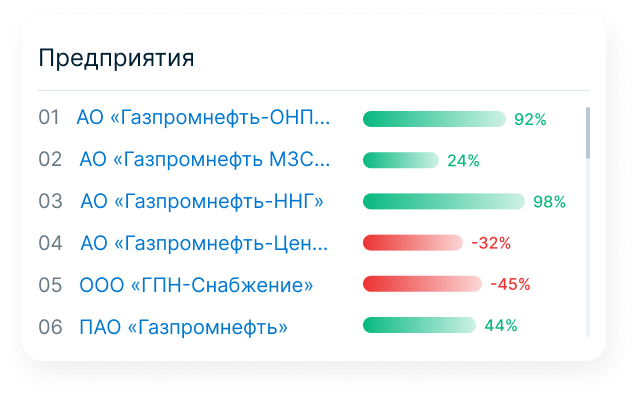 Предприятия
01 АО «Газпромнефть-ОНП... 92%
02 АО «Газпромнефть МЗС... 24%
03 АО «Газпромнефть-ННГ» 98%
04 АО «Газпромнефть-Цен... -32%
05 ООО «ГПН-Снабжение» -45%
06 ПАО «Газпромнефть» 44%